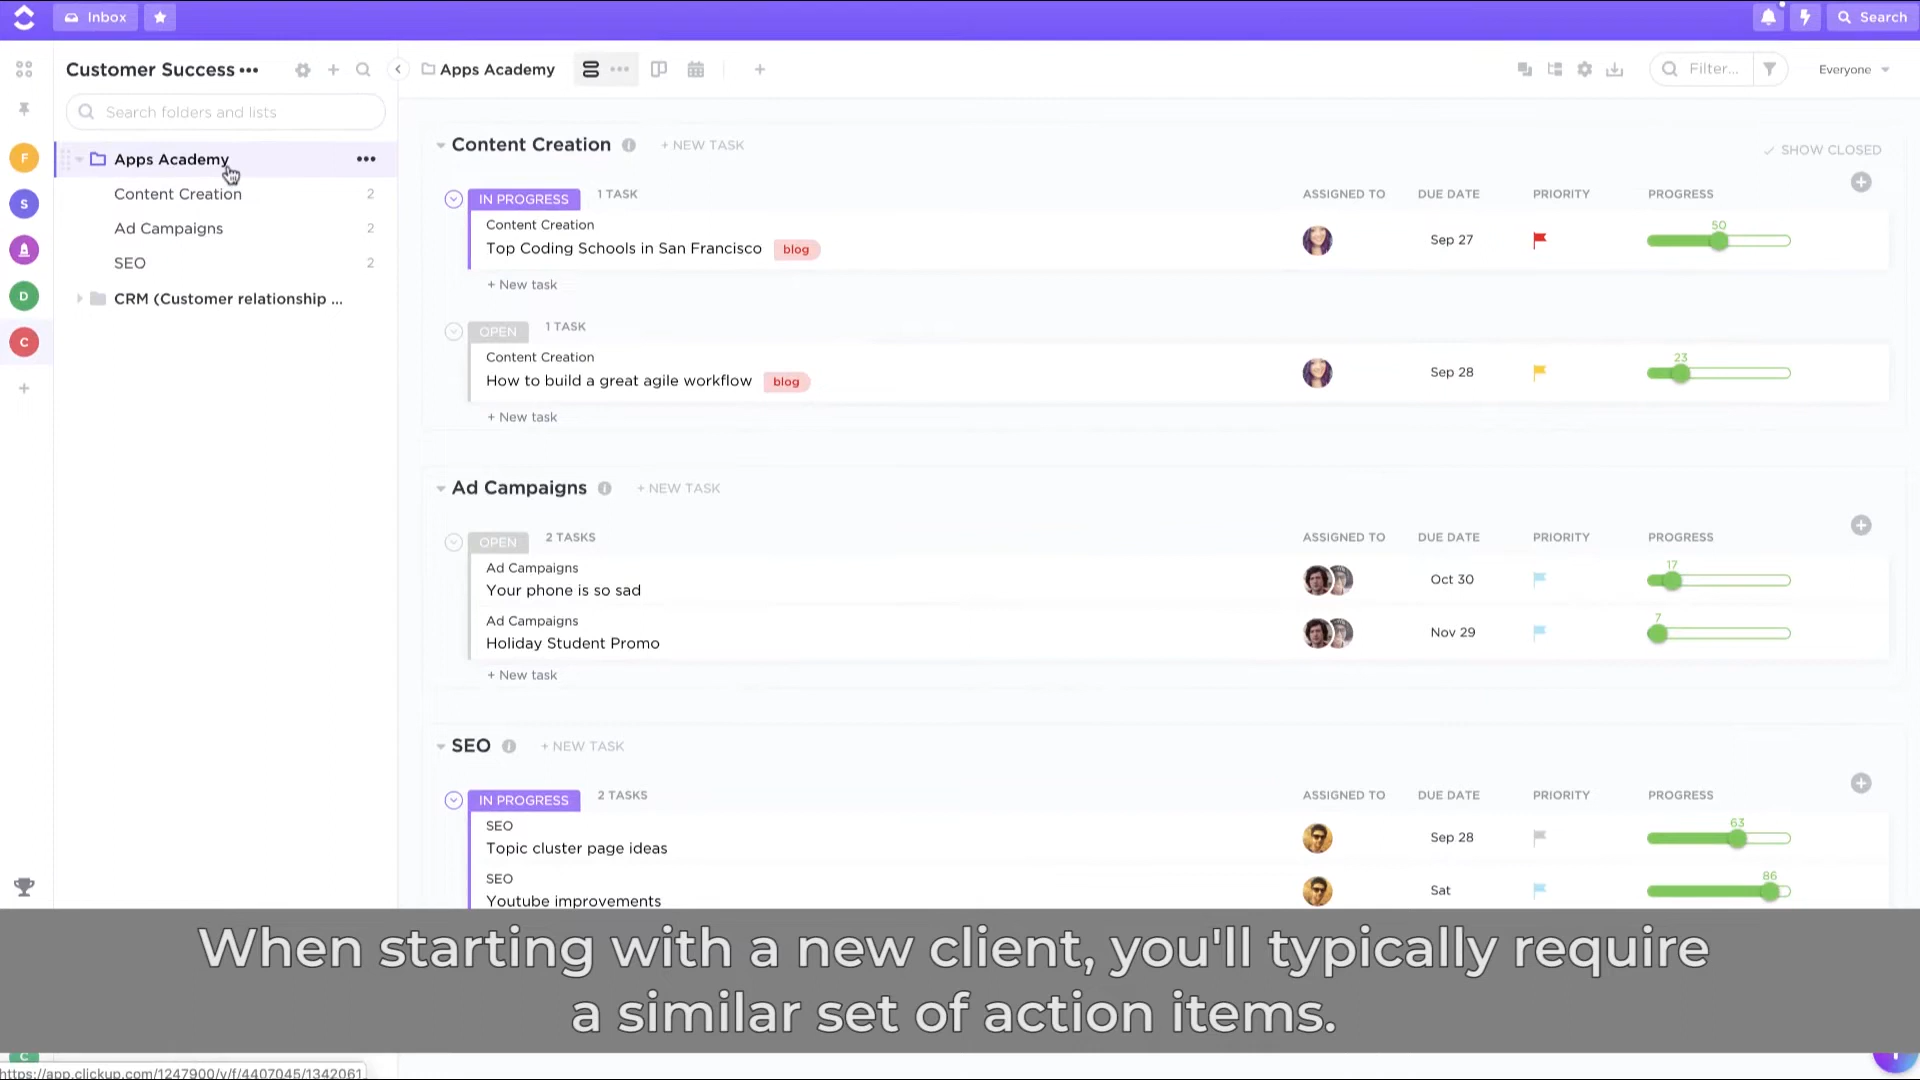 Inbox
Search
Customer Success •••
Apps Academy
Filter...
Everyone
Search folders and lists
Apps Academy •••
Content Creation 2
Ad Campaigns 2
SEO 2
CRM (Customer relationship ...
F
S
D
C
Content Creation + NEW TASK
SHOW CLOSED
IN PROGRESS 1 TASK ASSIGNED TO DUE DATE PRIORITY PROGRESS
Content Creation
Top Coding Schools in San Francisco blog Sep 27 50
+ New task
OPEN 1 TASK
Content Creation
How to build a great agile workflow blog Sep 28 23
+ New task
Ad Campaigns + NEW TASK
OPEN 2 TASKS ASSIGNED TO DUE DATE PRIORITY PROGRESS
Ad Campaigns
Your phone is so sad Oct 30 17
Ad Campaigns
Holiday Student Promo Nov 29 7
+ New task
SEO + NEW TASK
IN PROGRESS 2 TASKS ASSIGNED TO DUE DATE PRIORITY PROGRESS
SEO
Topic cluster page ideas Sep 28 63
SEO
Youtube improvements Sat 86
When starting with a new client, you'll typically require
a similar set of action items.
C
https://app.clickup.com/1247900/v/f/4407045/1342061